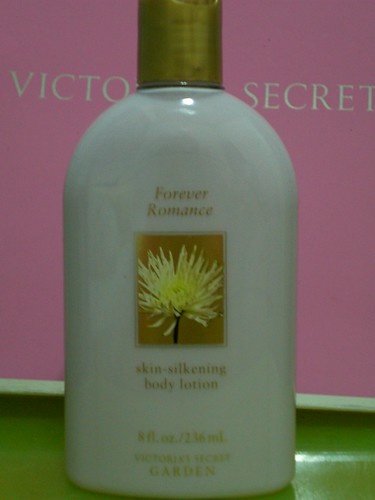 VICTO SECRET
Forever
Romance
skin-silkening
body lotion
8 fl. oz./236 mL
VICTORIA'S SECRET
GARDEN